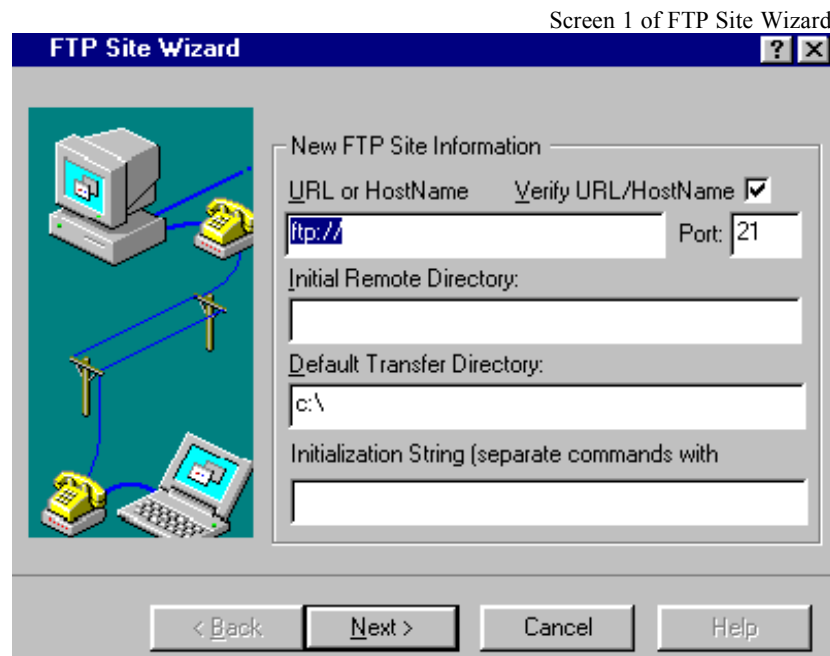 Screen 1 of FTP Site Wizard
FTP Site Wizard
New FTP Site Information
URL or HostName Verify URL/HostName
ftp:// Port: 21
Initial Remote Directory:
Default Transfer Directory:
c:\
Initialization String (separate commands with
< Back Next > Cancel Help